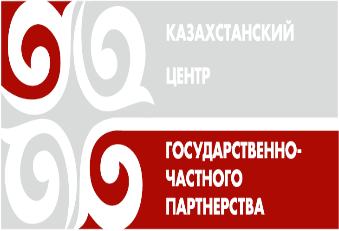 КАЗАХСТАНСКИЙ
ЦЕНТР
ГОСУДАРСТВЕННО-
ЧАСТНОГО
ПАРТНЕРСТВА